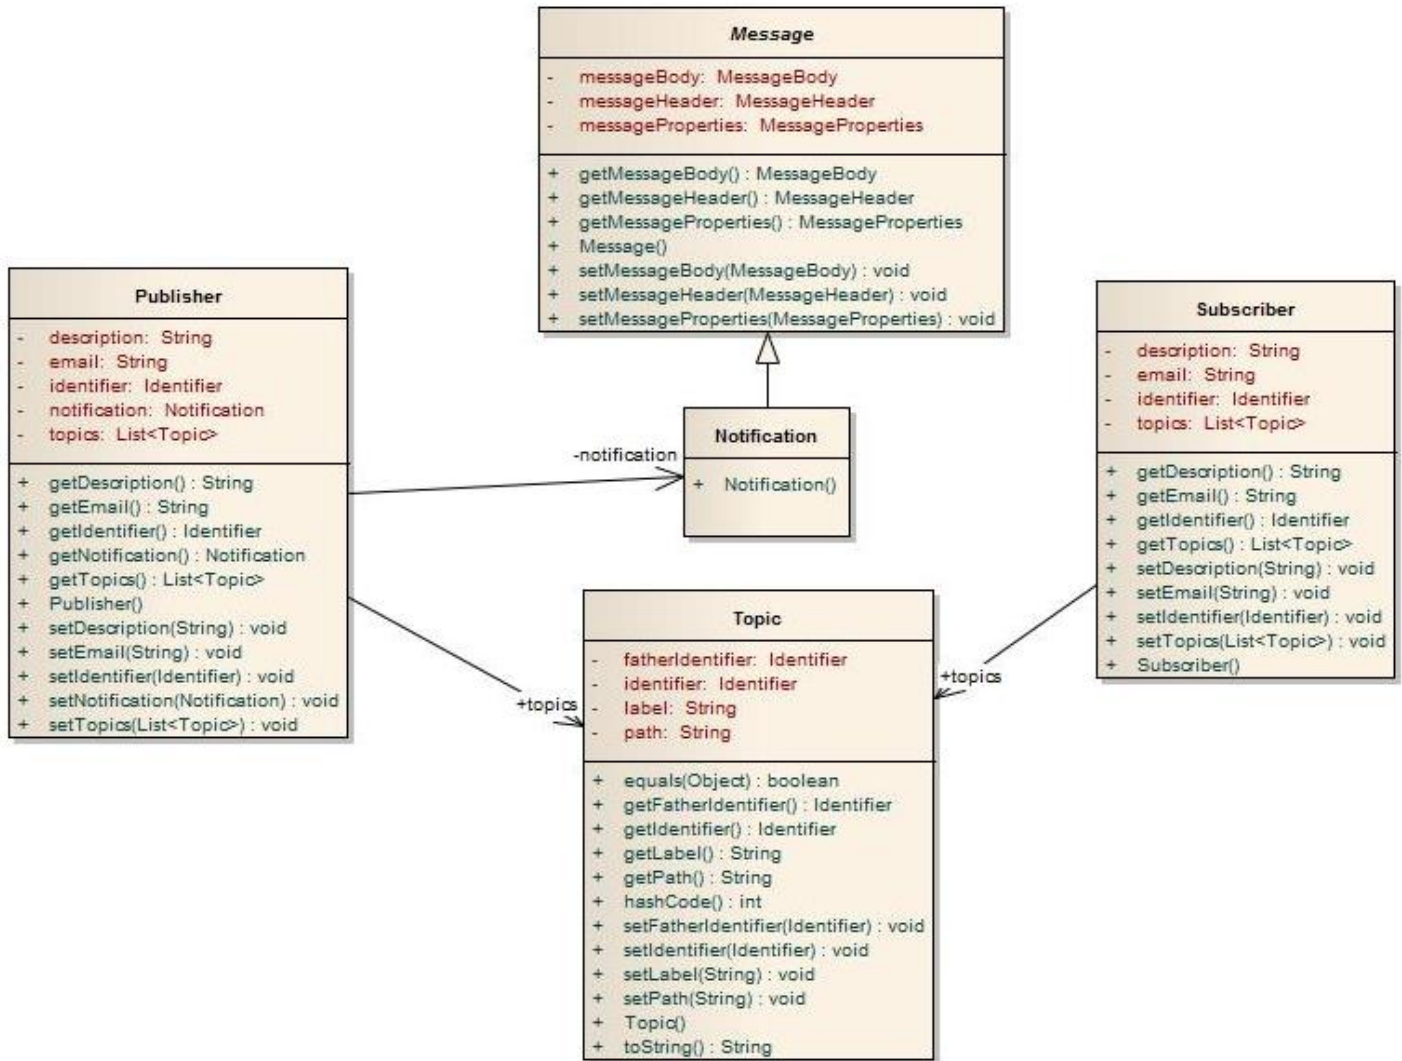 Message
- messageBody: MessageBody
- messageHeader: MessageHeader
- messageProperties: MessageProperties
+ getMessageBody() : MessageBody
+ getMessageHeader() : MessageHeader
+ getMessageProperties() : MessageProperties
+ Message()
+ setMessageBody(MessageBody) : void
+ setMessageHeader(MessageHeader) : void
+ setMessageProperties(MessageProperties) : void
Publisher
- description: String
- email: String
- identifier: Identifier
- notification: Notification
- topics: List<Topic>
+ getDescription() : String
+ getEmail() : String
+ getIdentifier() : Identifier
+ getNotification() : Notification
+ getTopics() : List<Topic>
+ Publisher()
+ setDescription(String) : void
+ setEmail(String) : void
+ setIdentifier(Identifier) : void
+ setNotification(Notification) : void
+ setTopics(List<Topic>) : void
-notification
Notification
+ Notification()
Subscriber
- description: String
- email: String
- identifier: Identifier
- topics: List<Topic>
+ getDescription() : String
+ getEmail() : String
+ getIdentifier() : Identifier
+ getTopics() : List<Topic>
+ setDescription(String) : void
+ setEmail(String) : void
+ setIdentifier(Identifier) : void
+ setTopics(List<Topic>) : void
+ Subscriber()
+topics
+topics
Topic
- fatherIdentifier: Identifier
- identifier: Identifier
- label: String
- path: String
+ equals(Object) : boolean
+ getFatherIdentifier() : Identifier
+ getIdentifier() : Identifier
+ getLabel() : String
+ getPath() : String
+ hashCode() : int
+ setFatherIdentifier(Identifier) : void
+ setIdentifier(Identifier) : void
+ setLabel(String) : void
+ setPath(String) : void
+ Topic()
+ toString() : String